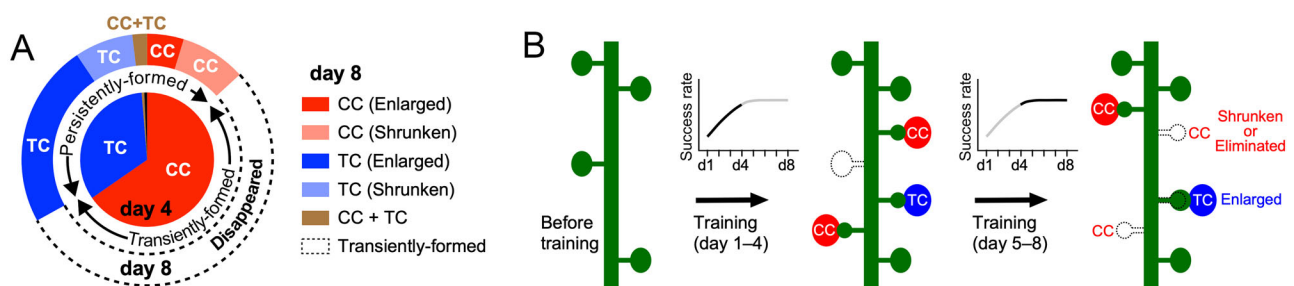 A
CC+TC
TC
CC
CC
Persistently-formed
TC
TC
CC
day 4
Transiently-formed
Disappeared
day 8
day 8
CC (Enlarged)
CC (Shrunken)
TC (Enlarged)
TC (Shrunken)
CC + TC
Transiently-formed
B
Before
training
Success rate
d1 d4 d8
Training
(day 1–4)
CC
TC
CC
Success rate
d1 d4 d8
Training
(day 5–8)
CC
CC
Shrunken
or
Eliminated
TC
Enlarged
CC